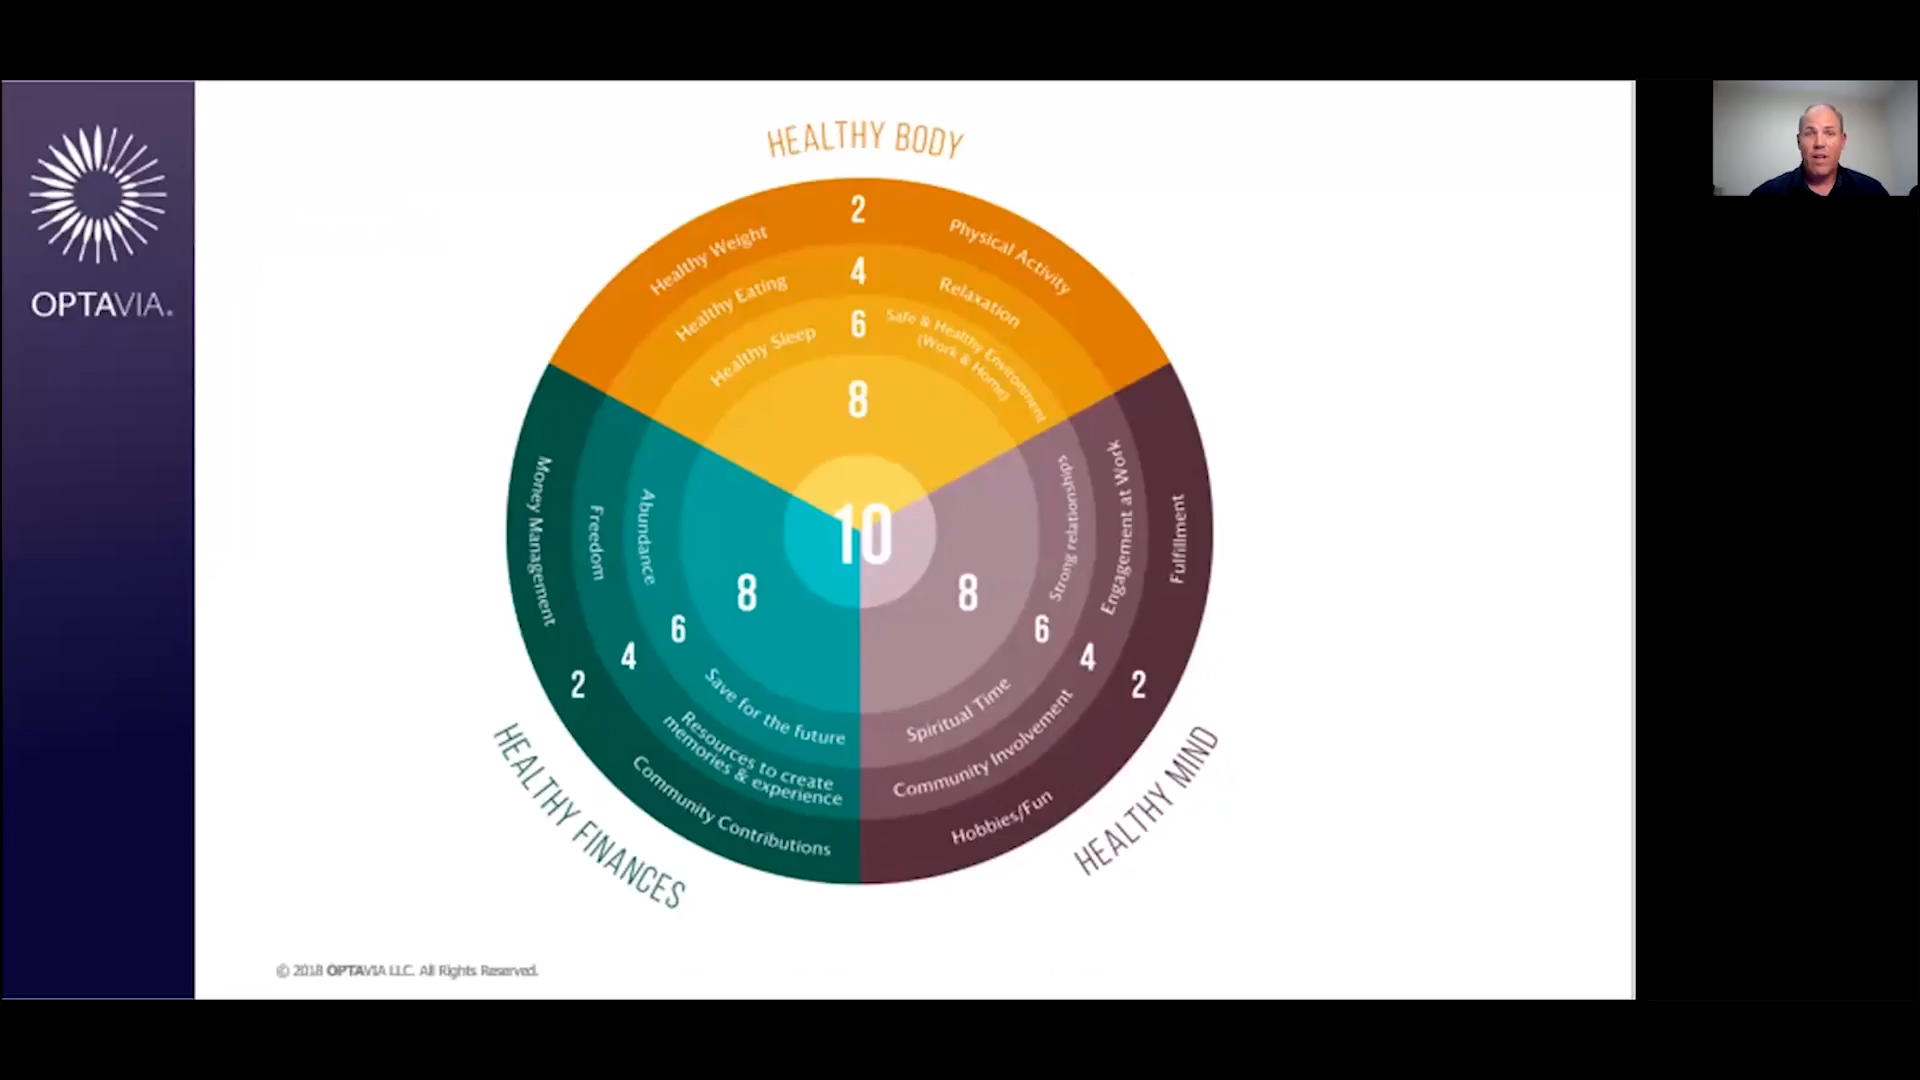 OPTAVIA.
HEALTHY BODY
2
Healthy Weight
Physical Activity
4
Healthy Eating
Relaxation
6
Healthy Sleep
Safe & Healthy Environment
(Work & Home)
8
10
Money Management
Freedom
Abundance
8
6
4
2
Save for the future
Resources to create
memories & experience
Community Contributions
HEALTHY FINANCES
Strong relationships
Engagement at Work
Fulfillment
8
6
4
2
Spiritual Time
Community Involvement
Hobbies/Fun
HEALTHY MIND
© 2018 OPTAVIA LLC. All Rights Reserved.